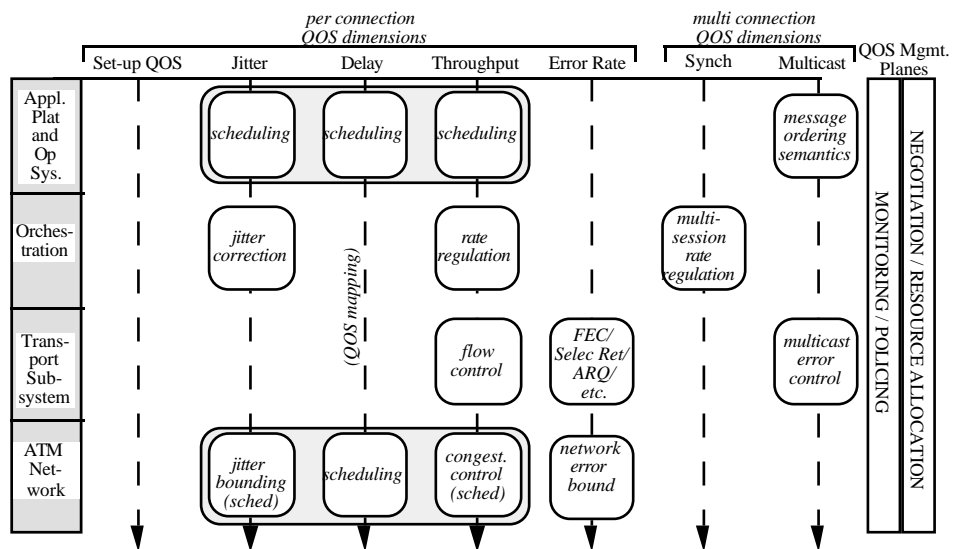 per connection
QOS dimensions
multi connection
QOS dimensions
QOS Mgmt.
Planes
Set-up QOS
Jitter
Delay
Throughput
Error Rate
Synch
Multicast
Appl.
Plat
and
Op
Sys.
scheduling
scheduling
scheduling
message
ordering
semantics
Orches-
tration
jitter
correction
(QOS mapping)
rate
regulation
multi-
session
rate
regulation
Trans-
port
Sub-
system
flow
control
FEC/
Selec Ret/
ARQ/
etc.
multicast
error
control
ATM
Net-
work
jitter
bounding
(sched)
scheduling
congest.
control
(sched)
network
error
bound
MONITORING / POLICING
NEGOTIATION / RESOURCE ALLOCATION